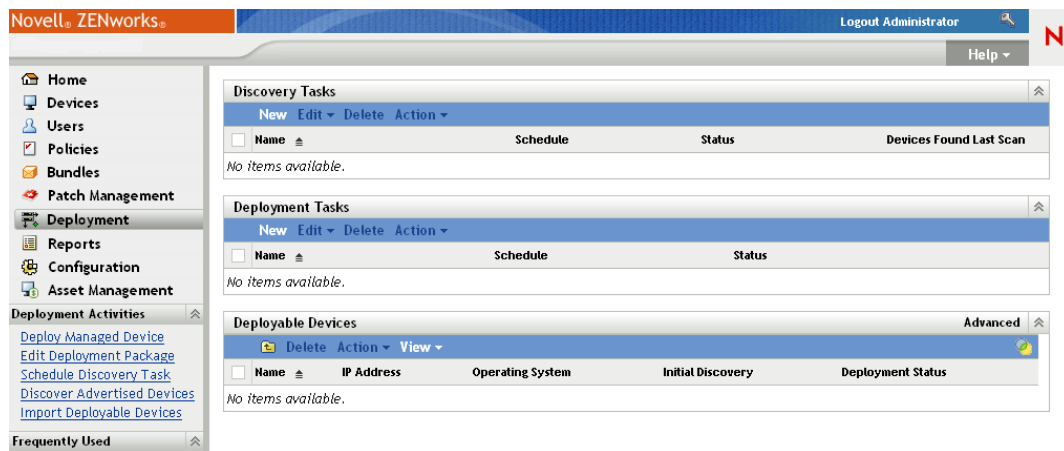 Novell® ZENworks®
Logout Administrator
N
Help
Home
Devices
Users
Policies
Bundles
Patch Management
Deployment
Reports
Configuration
Asset Management
Deployment Activities
Deploy Managed Device
Edit Deployment Package
Schedule Discovery Task
Discover Advertised Devices
Import Deployable Devices
Frequently Used
Discovery Tasks
New Edit Delete Action
Name Schedule Status Devices Found Last Scan
No items available.
Deployment Tasks
New Edit Delete Action
Name Schedule Status
No items available.
Deployable Devices Advanced
Delete Action View
Name IP Address Operating System Initial Discovery Deployment Status
No items available.